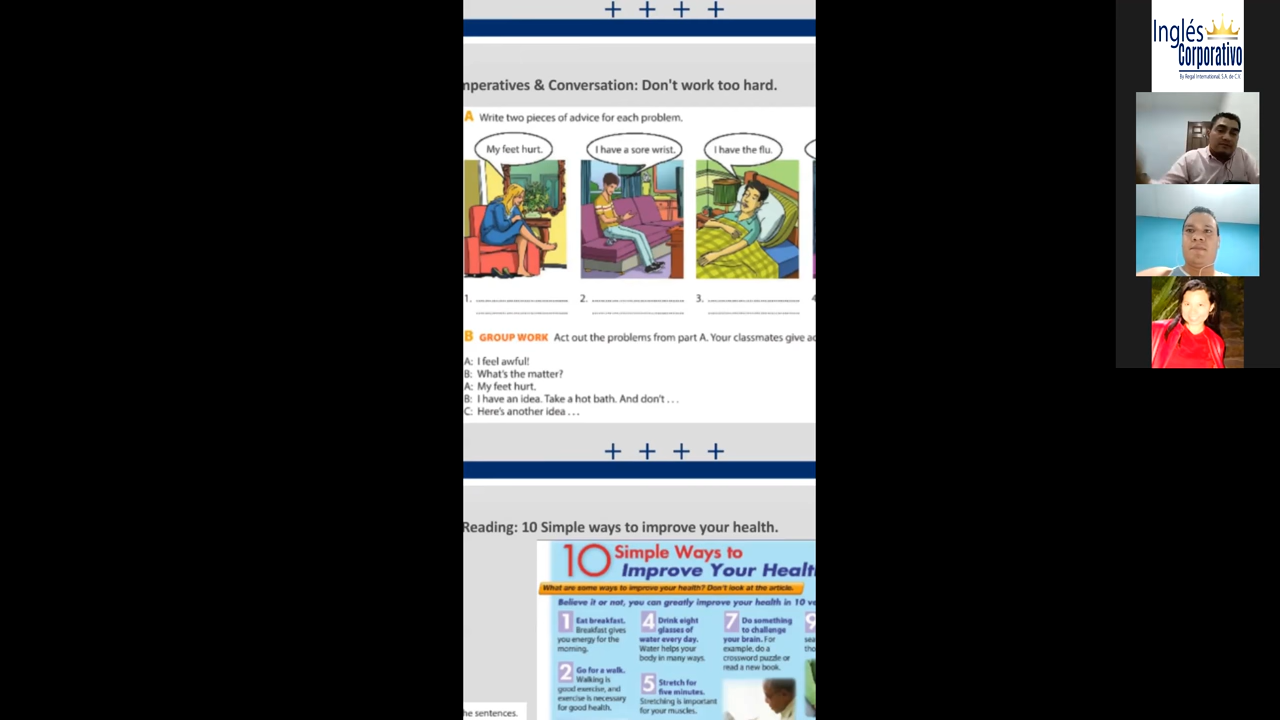 + + + +
nperatives & Conversation: Don't work too hard.
A Write two pieces of advice for each problem.
My feet hurt.
I have a sore wrist.
I have the flu.
1.
2.
3.
4
B GROUP WORK Act out the problems from part A. Your classmates give ac
A: I feel awful!
B: What's the matter?
A: My feet hurt.
B: I have an idea. Take a hot bath. And don't . . .
C: Here's another idea . . .
+ + + +
Reading: 10 Simple ways to improve your health.
10 Simple Ways to
Improve Your Healt
What are some ways to improve your health? Don't look at the article.
Believe it or not, you can greatly improve your health in 10 v
1 Eat breakfast.
Breakfast gives
you energy for the
morning.
2 Go for a walk.
Walking is
good exercise, and
exercise is necessary
for good health.
4 Drink eight
glasses of
water every day.
Water helps your
body in many ways.
5 Stretch for
five minutes.
Stretching is important
for your muscles.
7 Do something
to challenge
your brain. For
example, do a
crossword puzzle or
read a new book.
9
sea
tho
he sentences.
Inglés
Corporativo
By Regal International, S.A. de C.V.